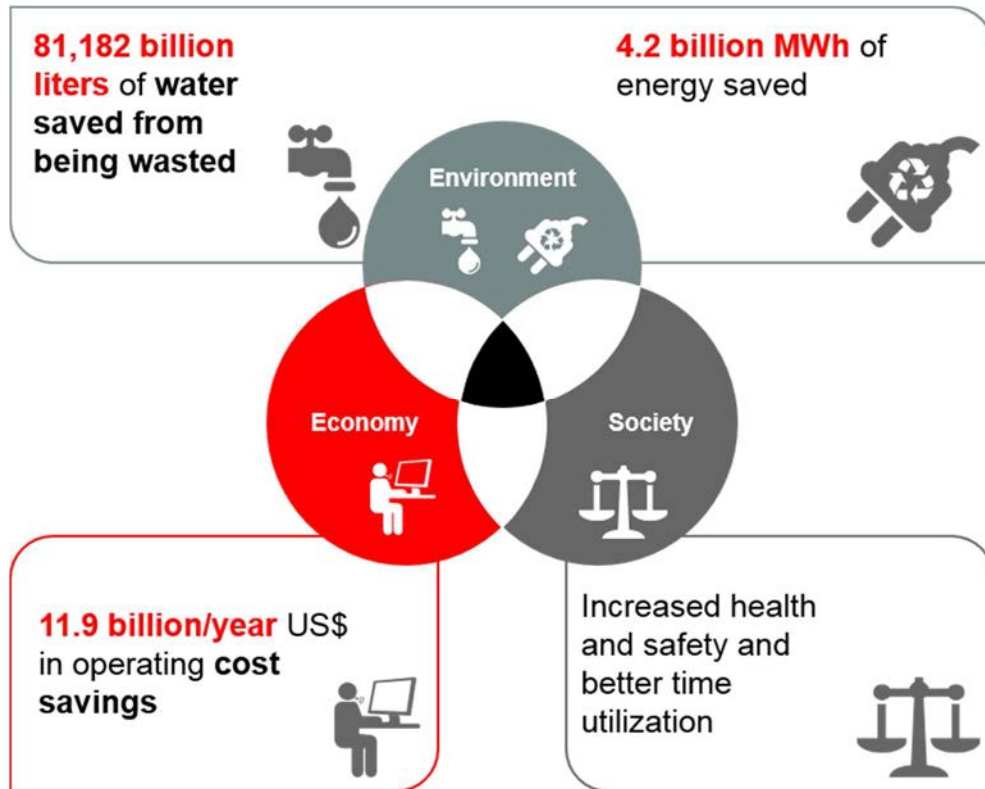 81,182 billion
liters of water
saved from
being wasted
4.2 billion MWh of
energy saved
Environment
Economy
Society
11.9 billion/year US$
in operating cost
savings
Increased health
and safety and
better time
utilization